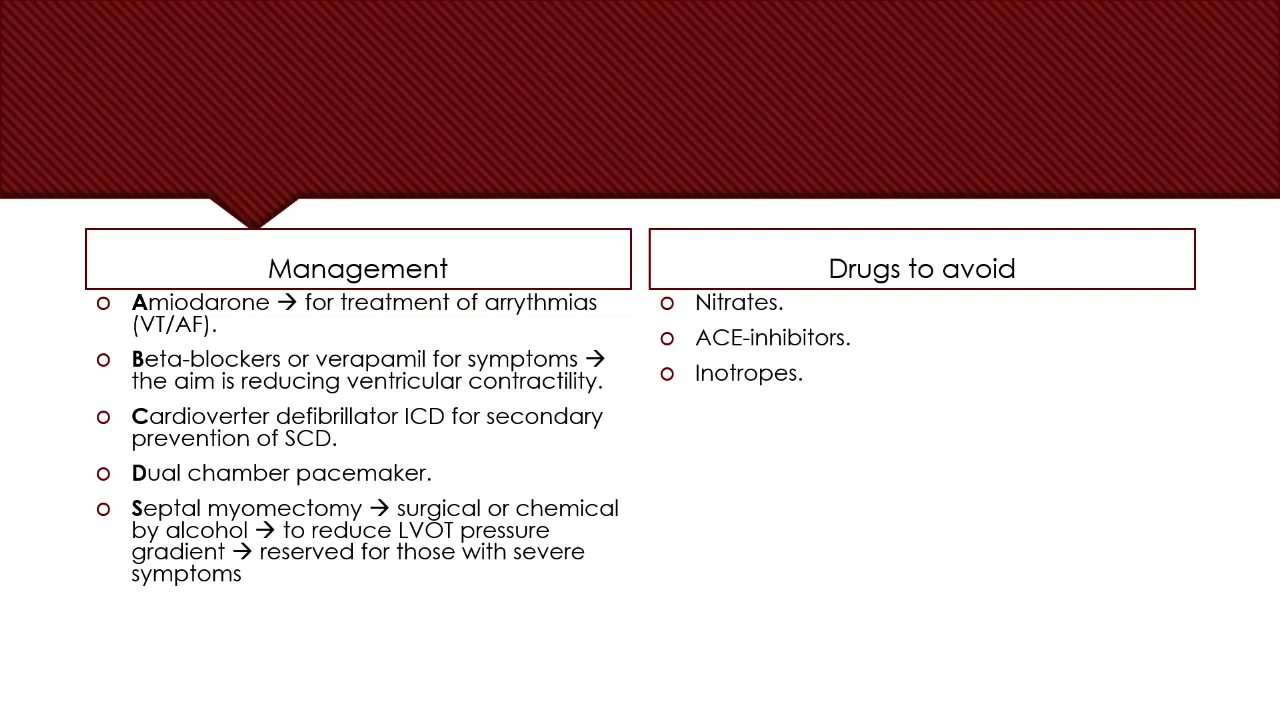 Management
o Amiodarone → for treatment of arrythmias
(VT/AF).
o Beta-blockers or verapamil for symptoms →
the aim is reducing ventricular contractility.
o Cardioverter defibrillator ICD for secondary
prevention of SCD.
o Dual chamber pacemaker.
o Septal myomectomy → surgical or chemical
by alcohol → to reduce LVOT pressure
gradient → reserved for those with severe
symptoms
Drugs to avoid
o Nitrates.
o ACE-inhibitors.
o Inotropes.